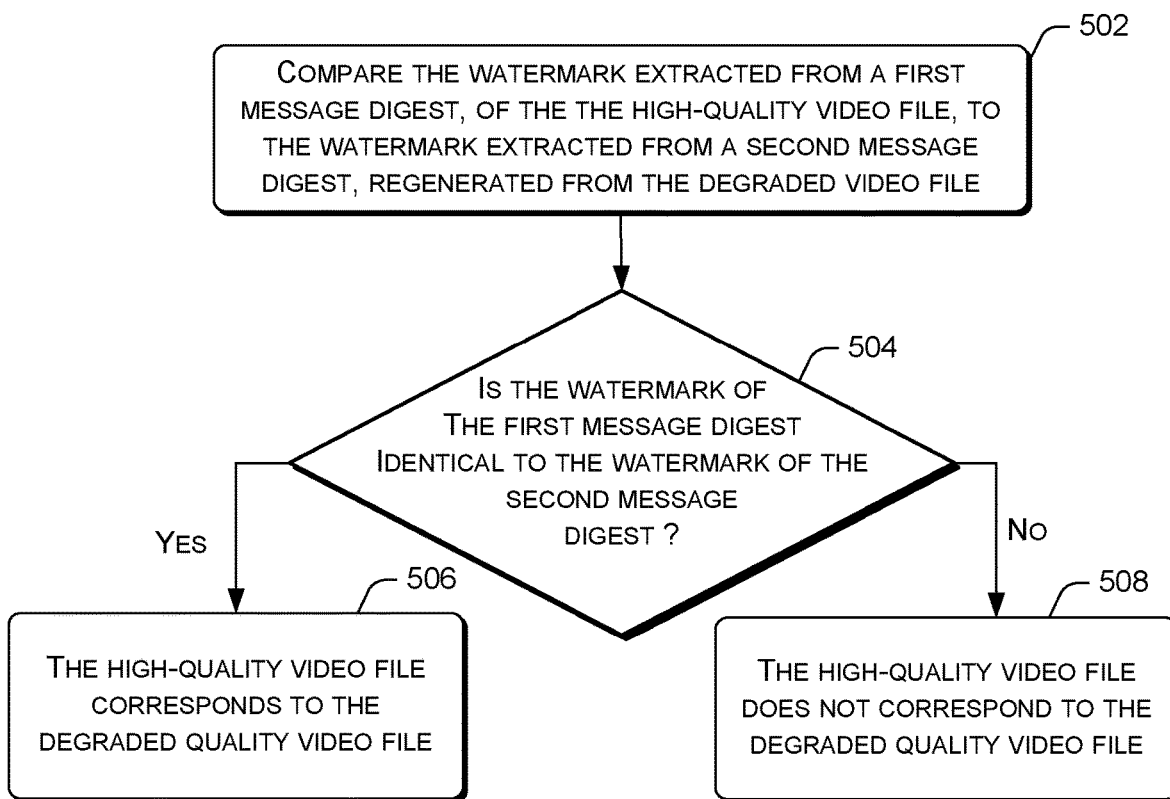 502
COMPARE THE WATERMARK EXTRACTED FROM A FIRST
MESSAGE DIGEST, OF THE THE HIGH-QUALITY VIDEO FILE, TO
THE WATERMARK EXTRACTED FROM A SECOND MESSAGE
DIGEST, REGENERATED FROM THE DEGRADED VIDEO FILE
504
IS THE WATERMARK OF
THE FIRST MESSAGE DIGEST
IDENTICAL TO THE WATERMARK OF THE
SECOND MESSAGE
DIGEST ?
YES
NO
506
THE HIGH-QUALITY VIDEO FILE
CORRESPONDS TO THE
DEGRADED QUALITY VIDEO FILE
508
THE HIGH-QUALITY VIDEO FILE
DOES NOT CORRESPOND TO THE
DEGRADED QUALITY VIDEO FILE